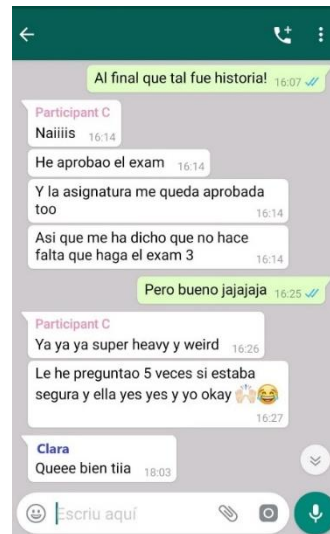 Al final que tal fue historia! 16:07
Participant C
Naiiiis 16:14
He aprobao el exam 16:14
Y la asignatura me queda aprobada
too 16:14
Asi que me ha dicho que no hace
falta que haga el exam 3 16:14
Pero bueno jajajaja 16:25
Participant C
Ya ya ya super heavy y weird 16:26
Le he preguntao 5 veces si estaba
segura y ella yes yes y yo okay 🙌🏻😂
16:27
Clara
Queee bien tiia 18:03
Escriu aquí